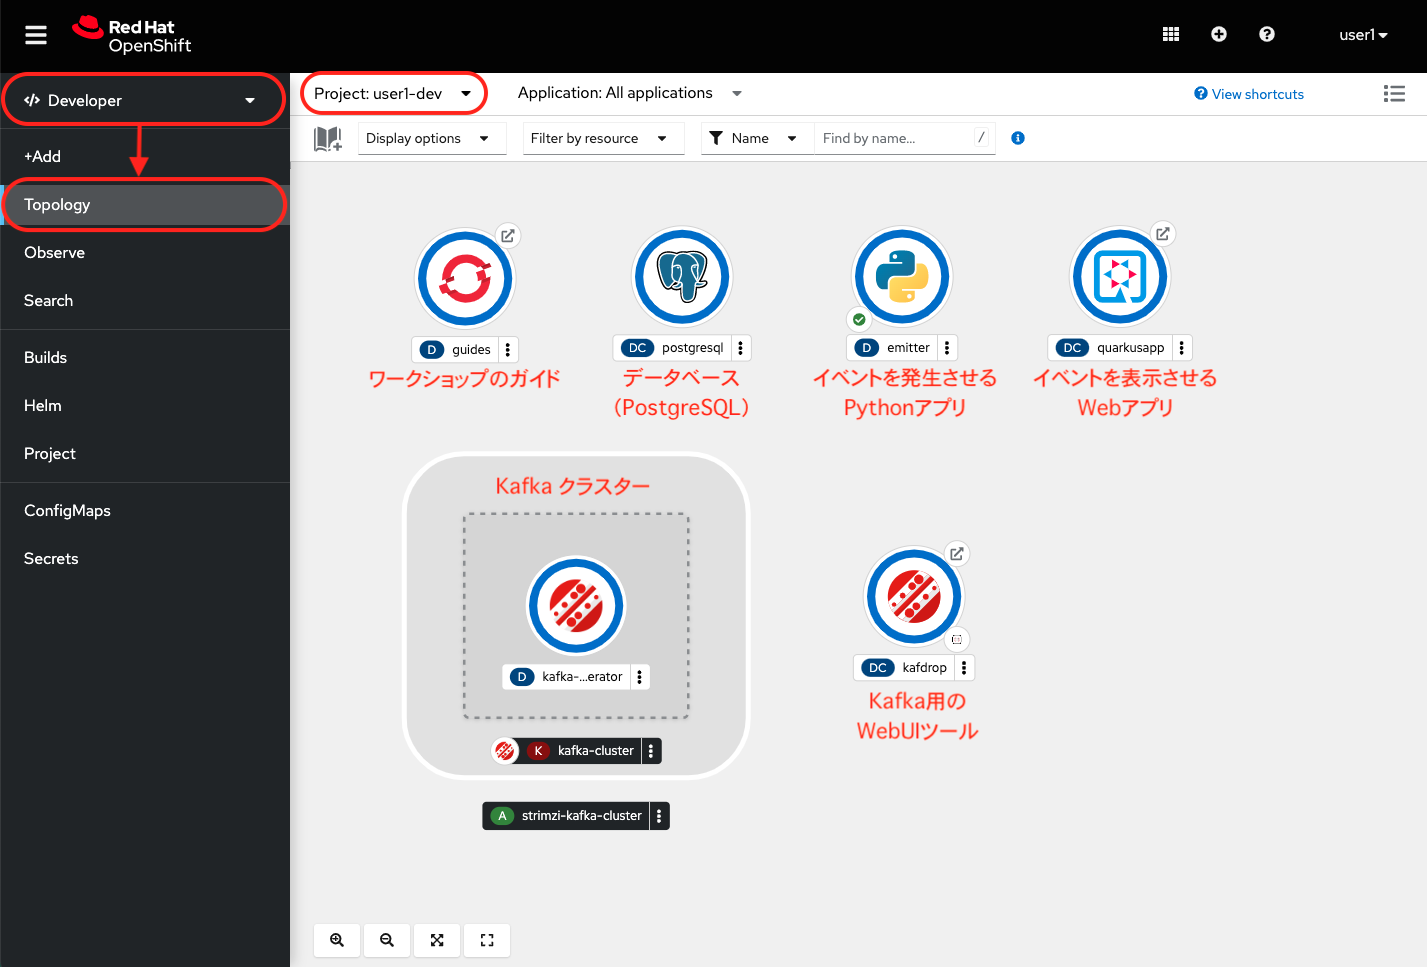 Red Hat
OpenShift
user1
</> Developer
+Add
Topology
Observe
Search
Builds
Helm
Project
ConfigMaps
Secrets
Project: user1-dev
Application: All applications
View shortcuts
Display options
Filter by resource
Name
Find by name...
/
D guides
ワークショップのガイド
DC postgresql
データベース
（PostgreSQL）
D emitter
イベントを発生させる
Pythonアプリ
DC quarkusapp
イベントを表示させる
Webアプリ
Kafka クラスター
D kafka-...erator
K kafka-cluster
A strimzi-kafka-cluster
DC kafdrop
Kafka用の
WebUIツール